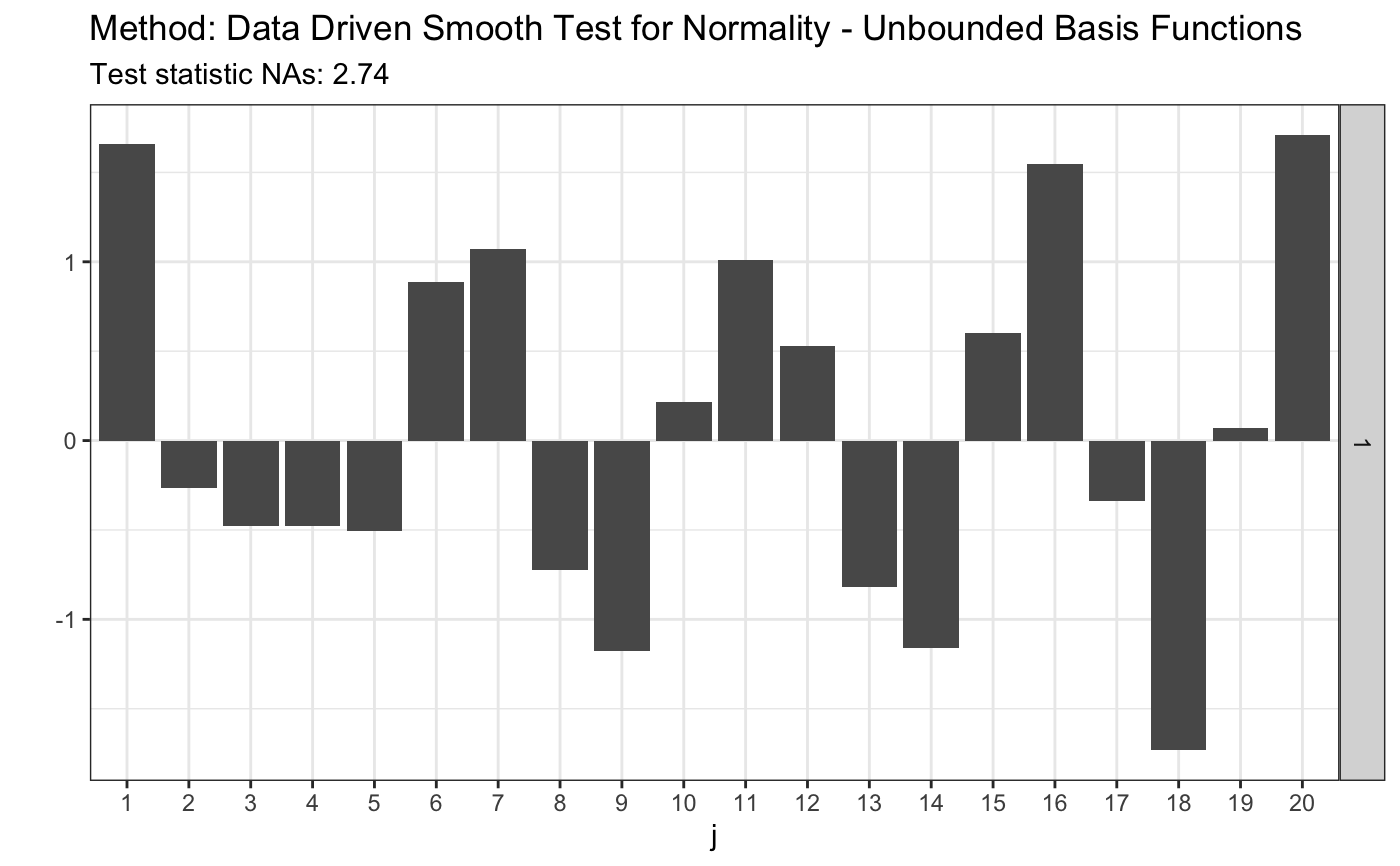 Method: Data Driven Smooth Test for Normality - Unbounded Basis Functions
Test statistic NAs: 2.74
1
0
-1
1
1 2 3 4 5 6 7 8 9 10 11 12 13 14 15 16 17 18 19 20
j